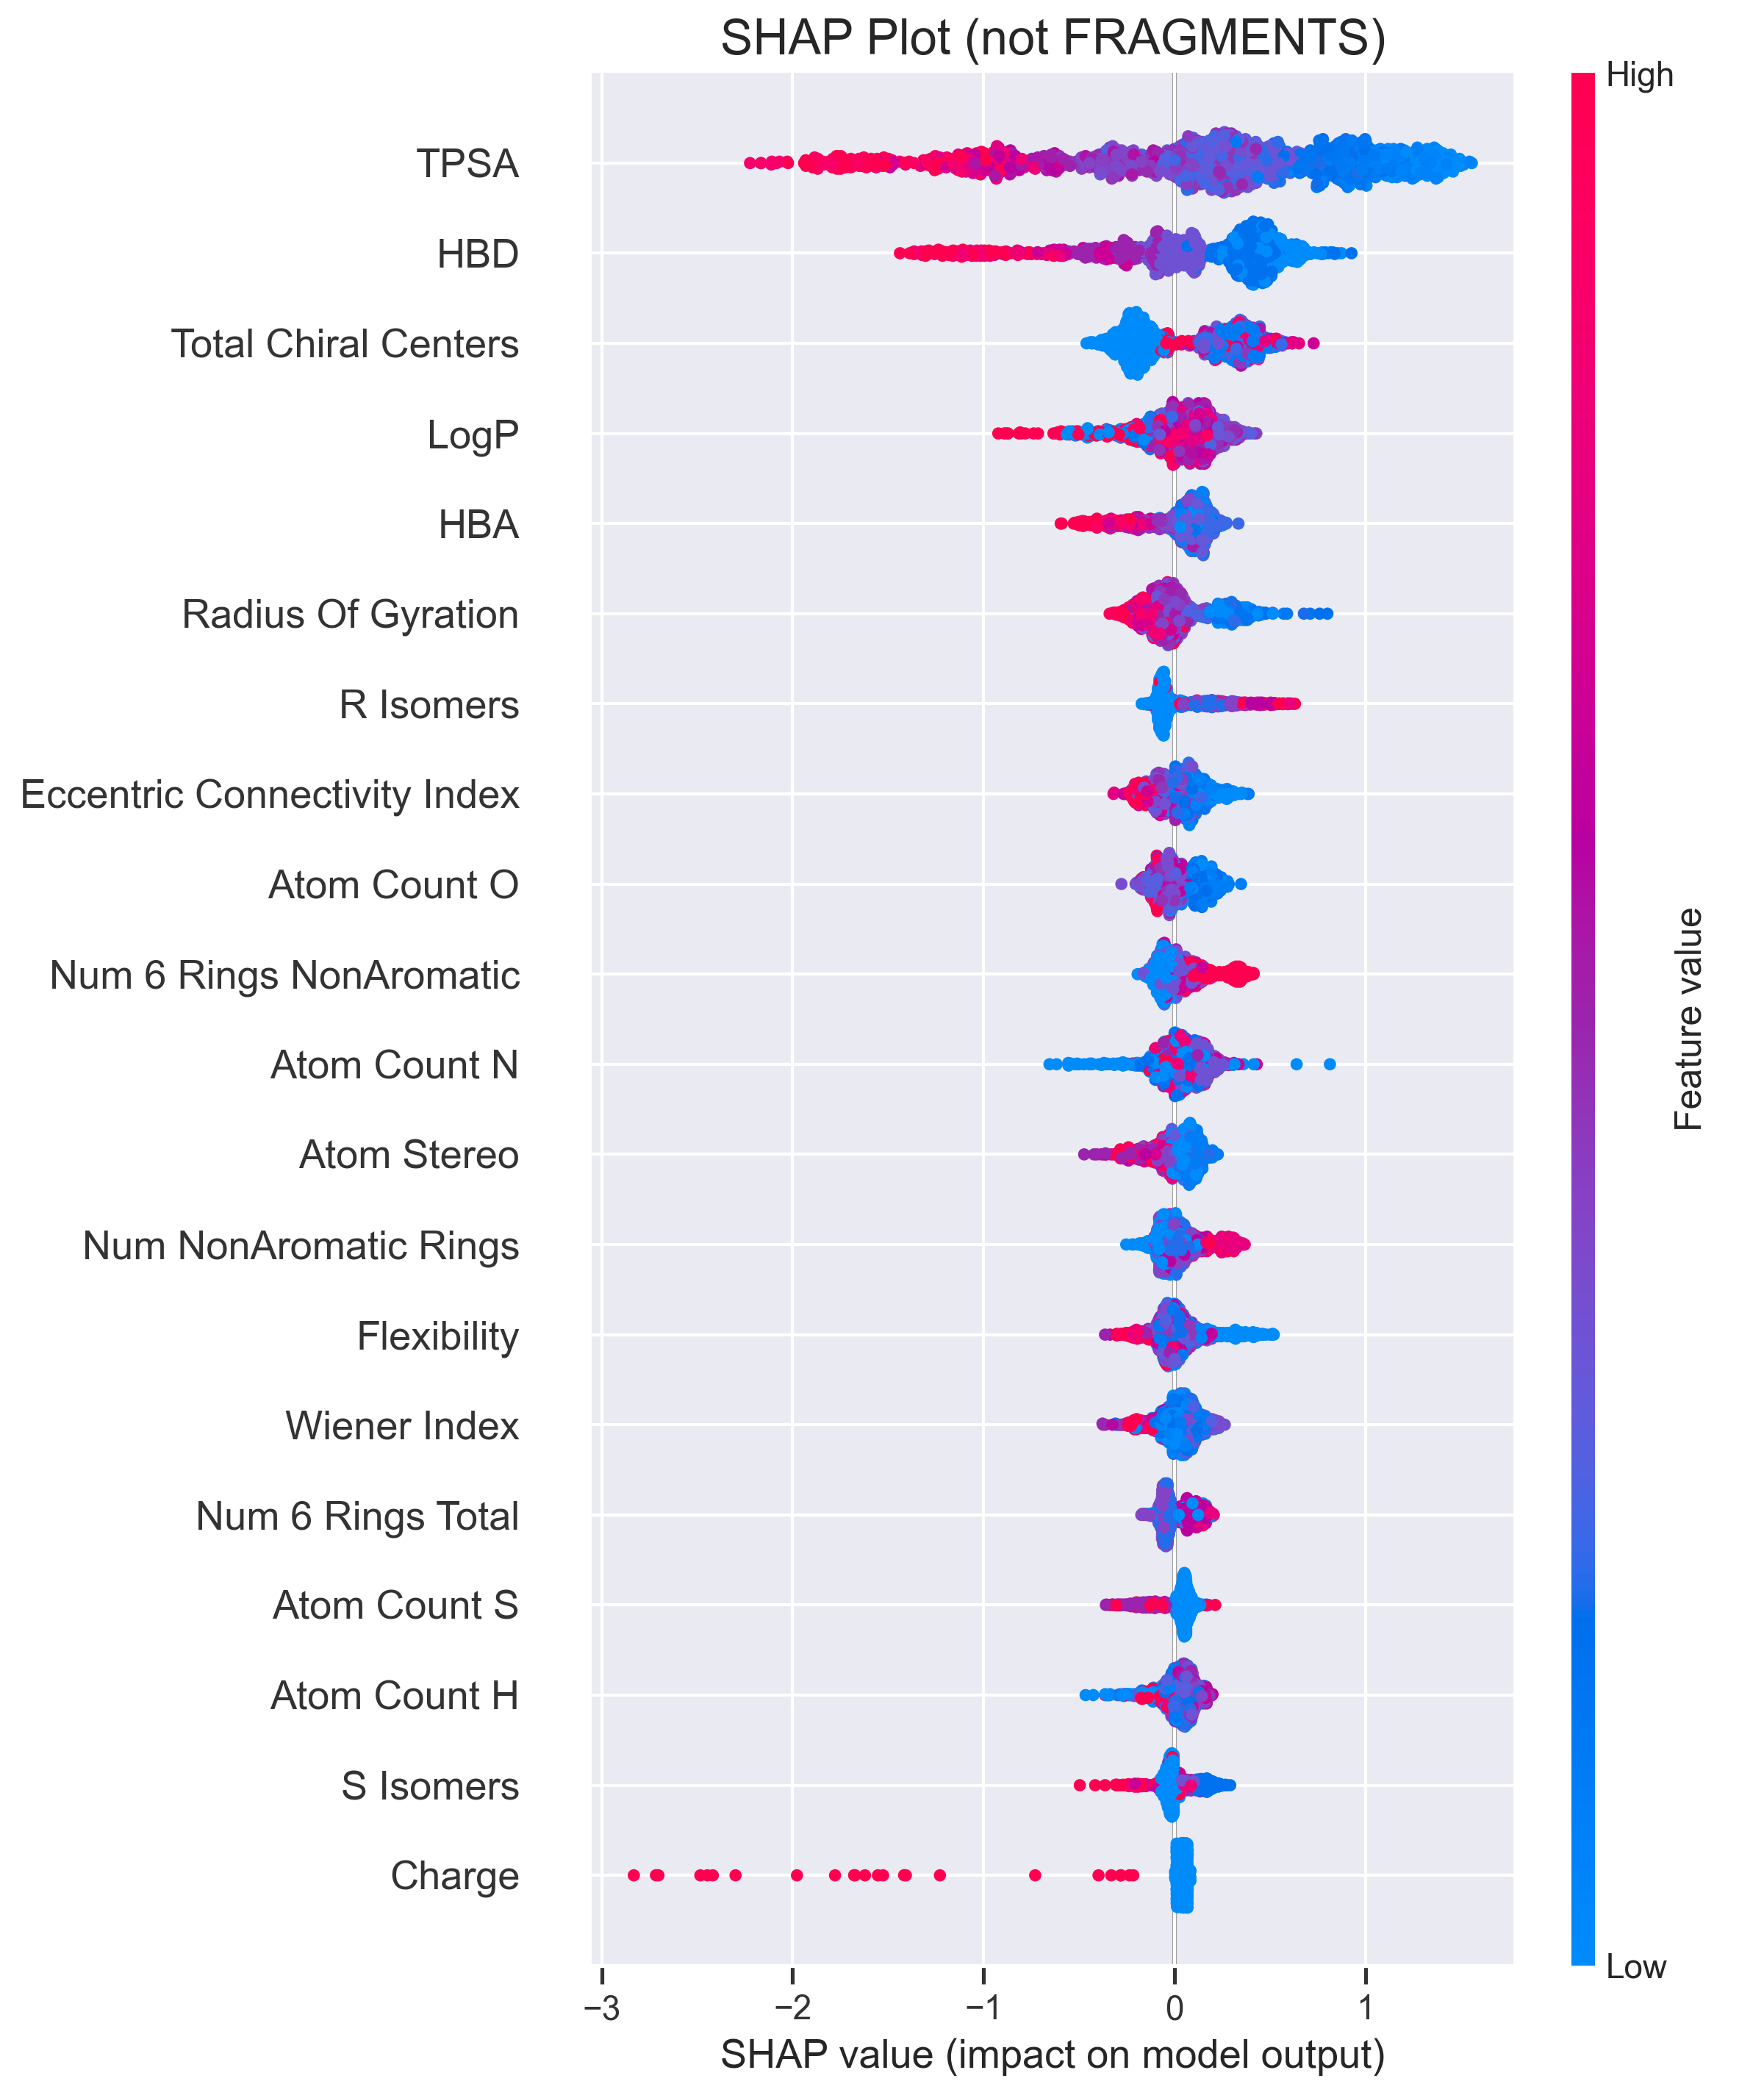 SHAP Plot (not FRAGMENTS)
High
TPSA
HBD
Total Chiral Centers
LogP
HBA
Radius Of Gyration
R Isomers
Eccentric Connectivity Index
Atom Count O
Num 6 Rings NonAromatic
Atom Count N
Atom Stereo
Num NonAromatic Rings
Flexibility
Wiener Index
Num 6 Rings Total
Atom Count S
Atom Count H
S Isomers
Charge
Feature value
Low
−3 −2 −1 0 1
SHAP value (impact on model output)